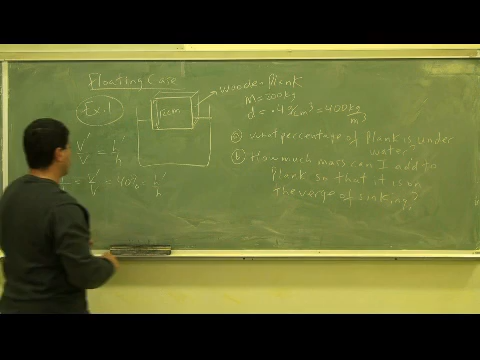 Floating Case
Wooden Plank
Ex. 1
M = 200 kg
d = .4 g/cm³ = 400 kg/m³
ⓐ what percentage of Plank is under water?
ⓑ How much mass can I add to
Plank so that it is on
the verge of sinking?
V'/V = h'/h
= V'/V = 40% = h'/h